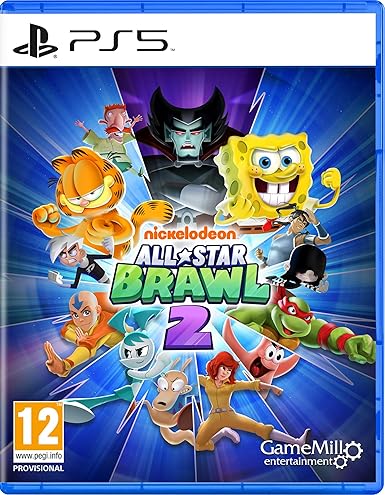 PS5
nickelodeon
ALL★STAR
BRAWL
2
12
www.pegi.info
PROVISIONAL
GameMill
entertainment